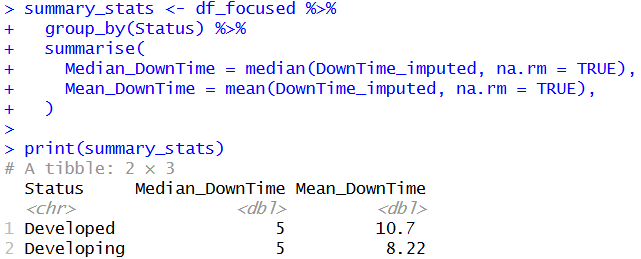 > summary_stats <- df_focused %>%
+   group_by(Status) %>%
+   summarise(
+     Median_DownTime = median(DownTime_imputed, na.rm = TRUE),
+     Mean_DownTime = mean(DownTime_imputed, na.rm = TRUE),
+   )
>
> print(summary_stats)
# A tibble: 2 × 3
  Status     Median_DownTime Mean_DownTime
  <chr>                <dbl>         <dbl>
1 Developed                5         10.7
2 Developing               5          8.22